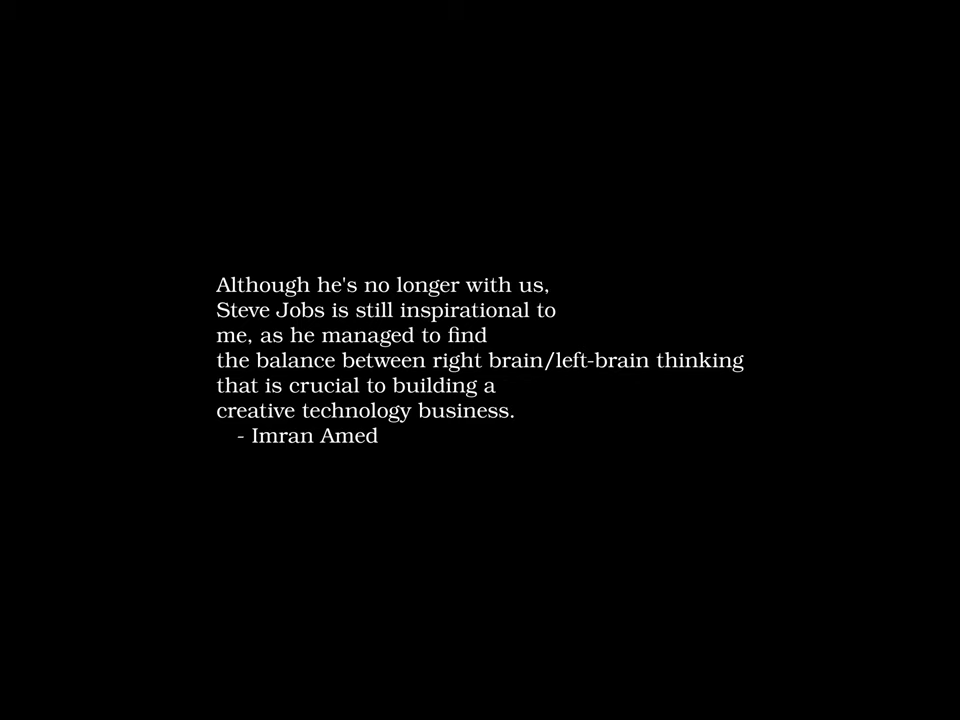 Although he's no longer with us,
Steve Jobs is still inspirational to
me, as he managed to find
the balance between right brain/left-brain thinking
that is crucial to building a
creative technology business.
- Imran Amed